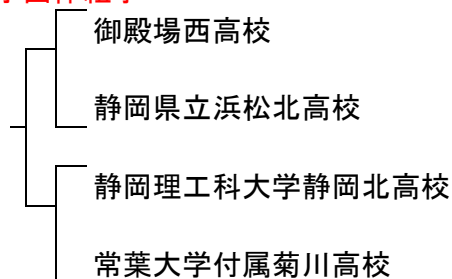 御殿場西高校
静岡県立浜松北高校
静岡理工科大学静岡北高校
常葉大学付属菊川高校